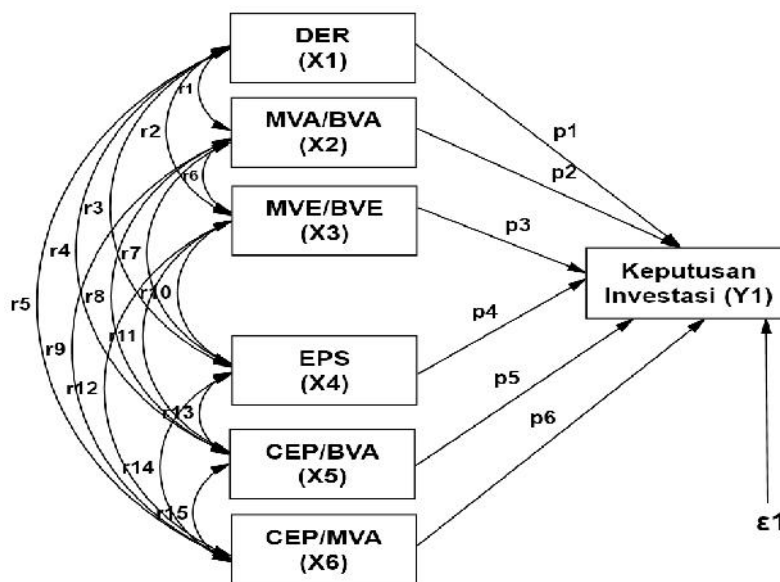 DER
(X1)
r1
MVA/BVA
(X2)
p1
r2
p2
r3
r6
MVE/BVE
(X3)
p3
r4
r7
Keputusan
Investasi (Y1)
r5
r8
r10
p4
r9
r11
EPS
(X4)
r12
r13
p5
p6
CEP/BVA
(X5)
r14
r15
CEP/MVA
(X6)
ε1